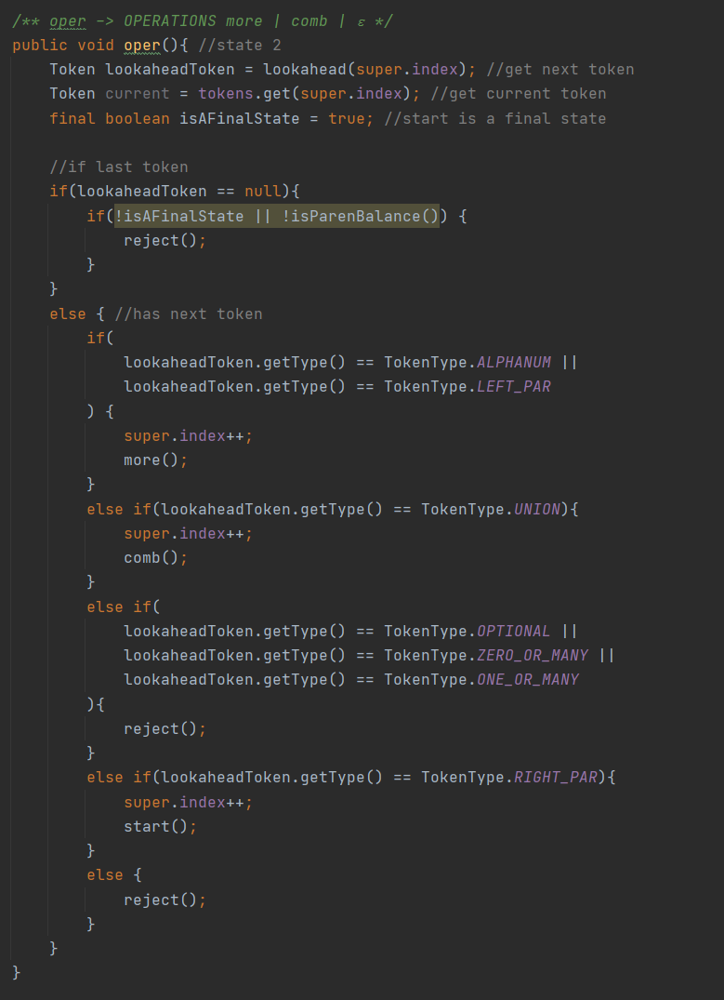 /** oper -> OPERATIONS more | comb | ε */
public void oper(){ //state 2
    Token lookaheadToken = lookahead(super.index); //get next token
    Token current = tokens.get(super.index); //get current token
    final boolean isAFinalState = true; //start is a final state

    //if last token
    if(lookaheadToken == null){
        if(!isAFinalState || !isParenBalance()) {
            reject();
        }
    }
    else { //has next token
        if(
            lookaheadToken.getType() == TokenType.ALPHANUM ||
            lookaheadToken.getType() == TokenType.LEFT_PAR
        ) {
            super.index++;
            more();
        }
        else if(lookaheadToken.getType() == TokenType.UNION){
            super.index++;
            comb();
        }
        else if(
            lookaheadToken.getType() == TokenType.OPTIONAL ||
            lookaheadToken.getType() == TokenType.ZERO_OR_MANY ||
            lookaheadToken.getType() == TokenType.ONE_OR_MANY
        ){
            reject();
        }
        else if(lookaheadToken.getType() == TokenType.RIGHT_PAR){
            super.index++;
            start();
        }
        else {
            reject();
        }
    }
}